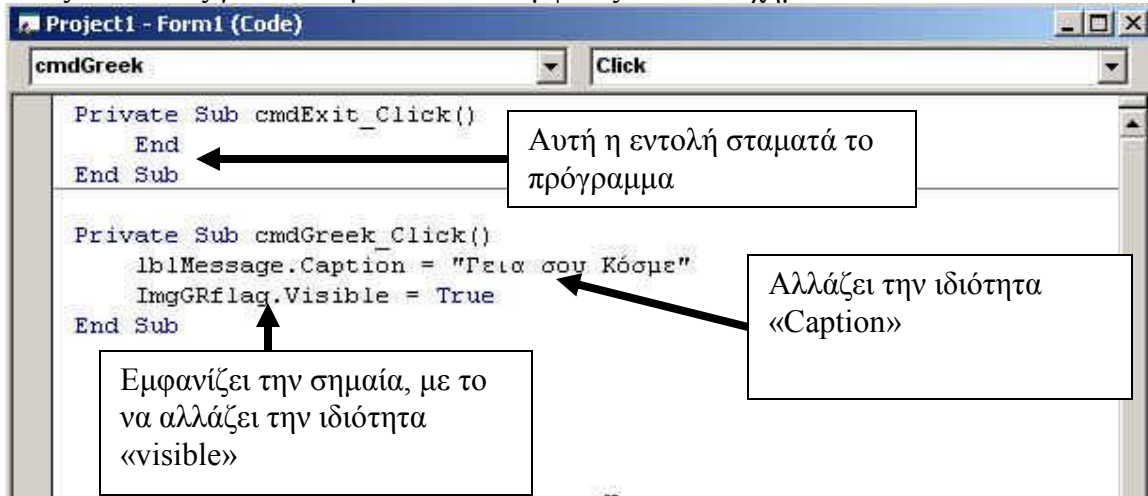 Project1 - Form1 (Code)
cmdGreek
Click
Private Sub cmdExit_Click()
End
End Sub
Αυτή η εντολή σταματά το
πρόγραμμα
Private Sub cmdGreek_Click()
lblMessage.Caption = "Γεια σου Κόσμε"
ImgGRflag.Visible = True
End Sub
Αλλάζει την ιδιότητα
«Caption»
Εμφανίζει την σημαία, με το
να αλλάζει την ιδιότητα
«visible»